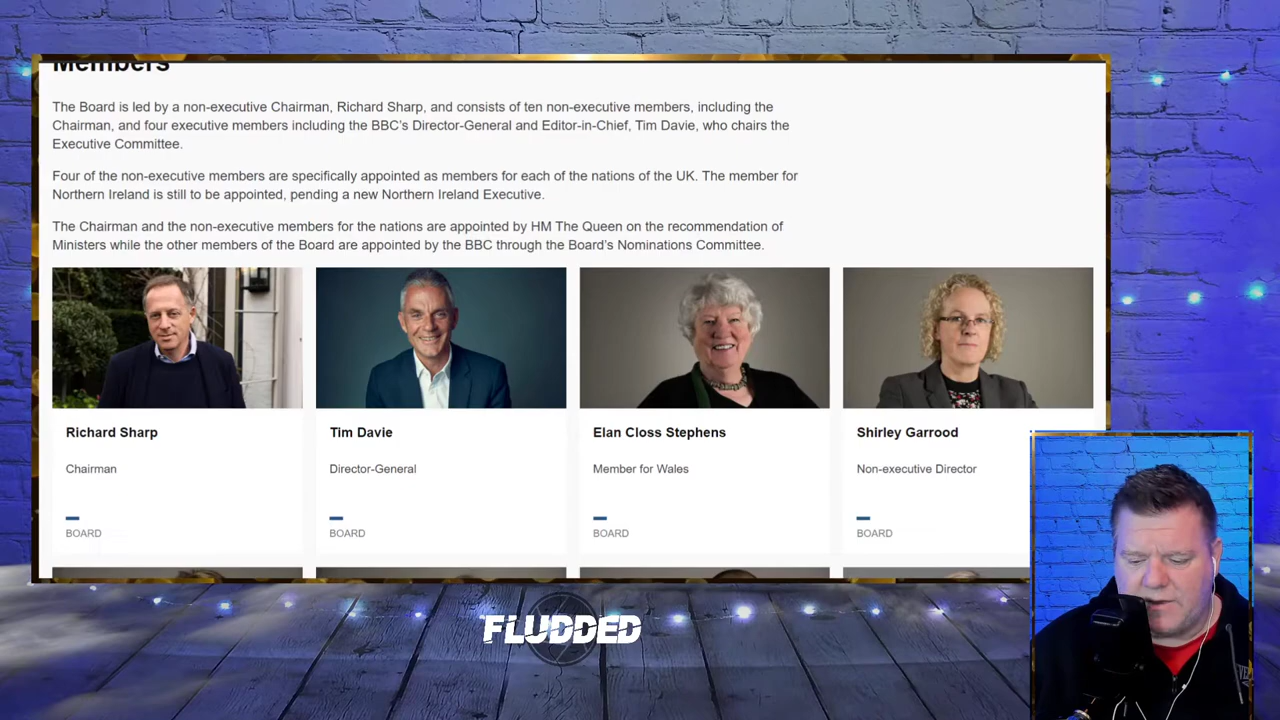 Members
The Board is led by a non-executive Chairman, Richard Sharp, and consists of ten non-executive members, including the
Chairman, and four executive members including the BBC's Director-General and Editor-in-Chief, Tim Davie, who chairs the
Executive Committee.
Four of the non-executive members are specifically appointed as members for each of the nations of the UK. The member for
Northern Ireland is still to be appointed, pending a new Northern Ireland Executive.
The Chairman and the non-executive members for the nations are appointed by HM The Queen on the recommendation of
Ministers while the other members of the Board are appointed by the BBC through the Board's Nominations Committee.
Richard Sharp
Chairman
BOARD
Tim Davie
Director-General
BOARD
Elan Closs Stephens
Member for Wales
BOARD
Shirley Garrood
Non-executive Director
BOARD
FLUDDED